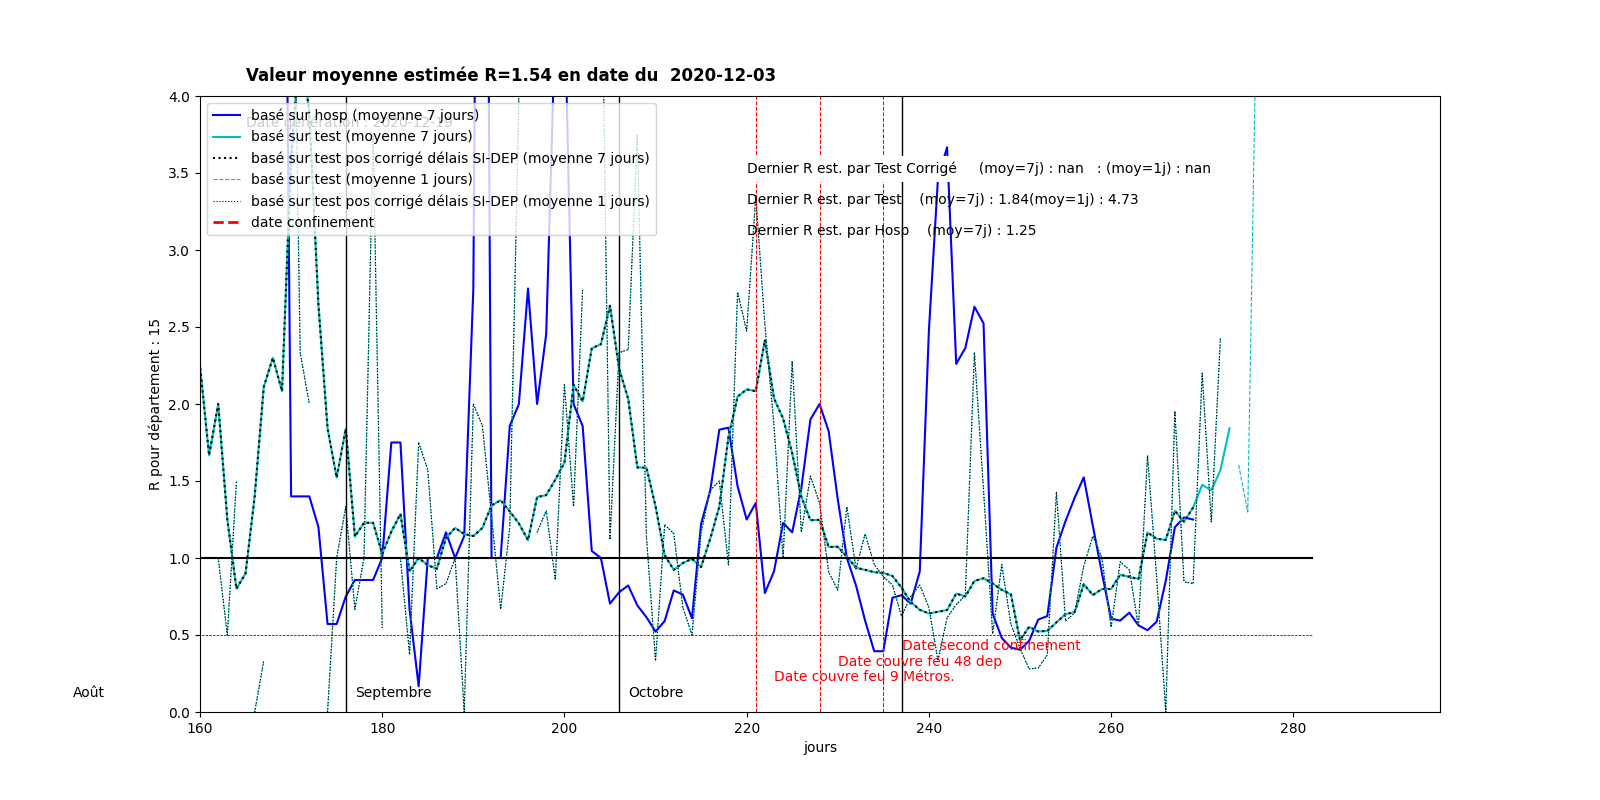 Valeur moyenne estimée R=1.54 en date du  2020-12-03
4.0
3.5
3.0
2.5
2.0
1.5
1.0
0.5
0.0
R pour département : 15
basé sur hosp (moyenne 7 jours)
basé sur test (moyenne 7 jours)
basé sur test pos corrigé délais SI-DEP (moyenne 7 jours)
basé sur test (moyenne 1 jours)
basé sur test pos corrigé délais SI-DEP (moyenne 1 jours)
date confinement
Dernier R est. par Test Corrigé     (moy=7j) : nan   : (moy=1j) : nan
Dernier R est. par Test    (moy=7j) : 1.84(moy=1j) : 4.73
Dernier R est. par Hosp    (moy=7j) : 1.25
Date second confinement
Date couvre feu 48 dep
Date couvre feu 9 Métros.
Août
Septembre
Octobre
160
180
200
220
240
260
280
jours